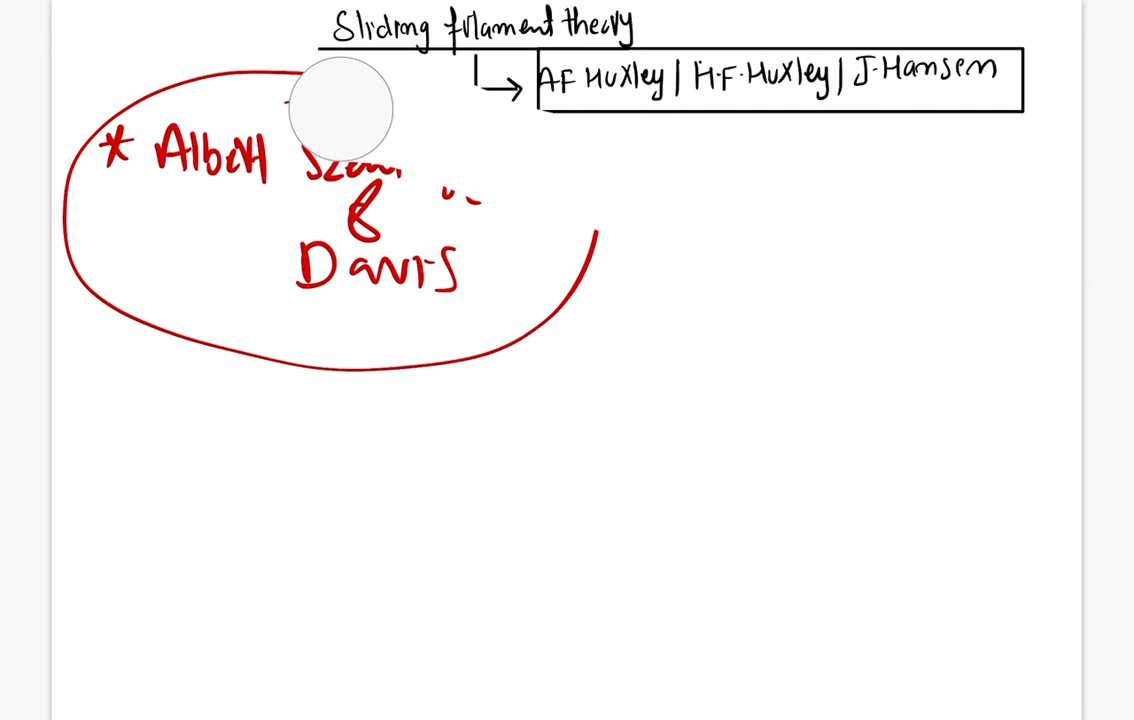 Sliding filament theory
AF Huxley | H.F. Huxley | J. Hansen
* Albert
&
Davis